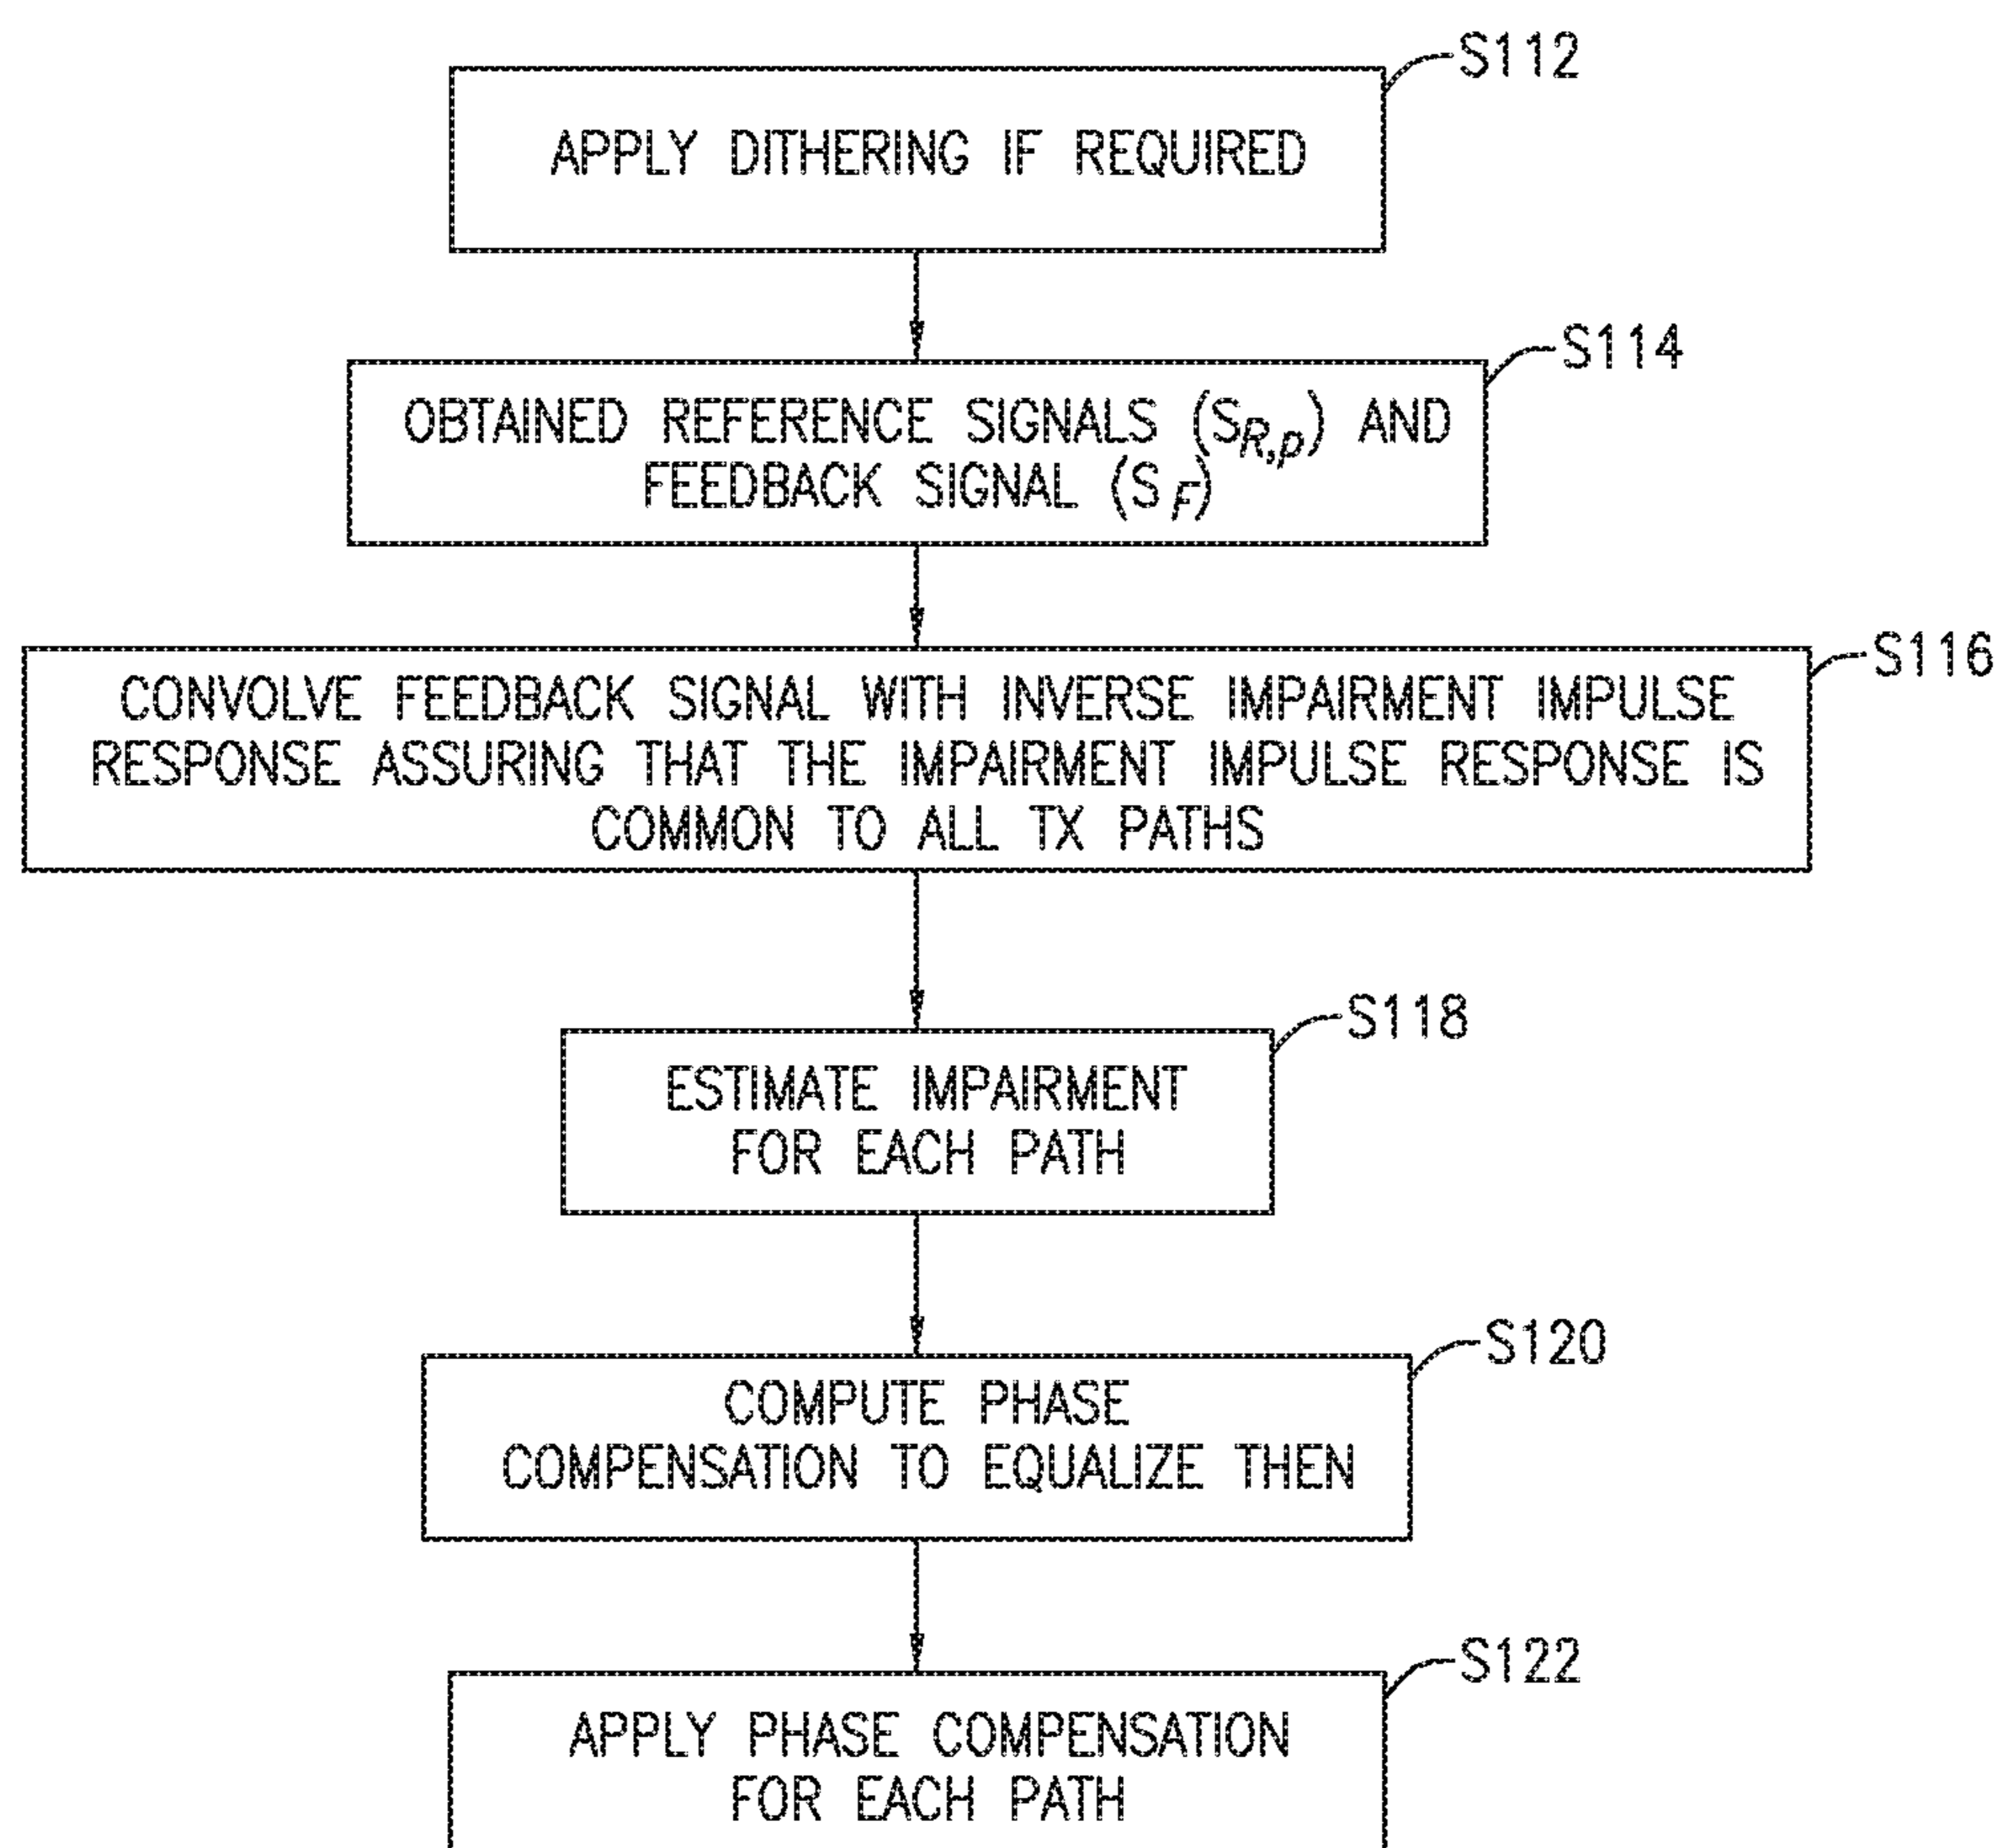 S112
APPLY DITHERING IF REQUIRED
S114
OBTAINED REFERENCE SIGNALS (SR,p) AND
FEEDBACK SIGNAL (SF)
S116
CONVOLVE FEEDBACK SIGNAL WITH INVERSE IMPAIRMENT IMPULSE
RESPONSE ASSURING THAT THE IMPAIRMENT IMPULSE RESPONSE IS
COMMON TO ALL TX PATHS
S118
ESTIMATE IMPAIRMENT
FOR EACH PATH
S120
COMPUTE PHASE
COMPENSATION TO EQUALIZE THEN
S122
APPLY PHASE COMPENSATION
FOR EACH PATH